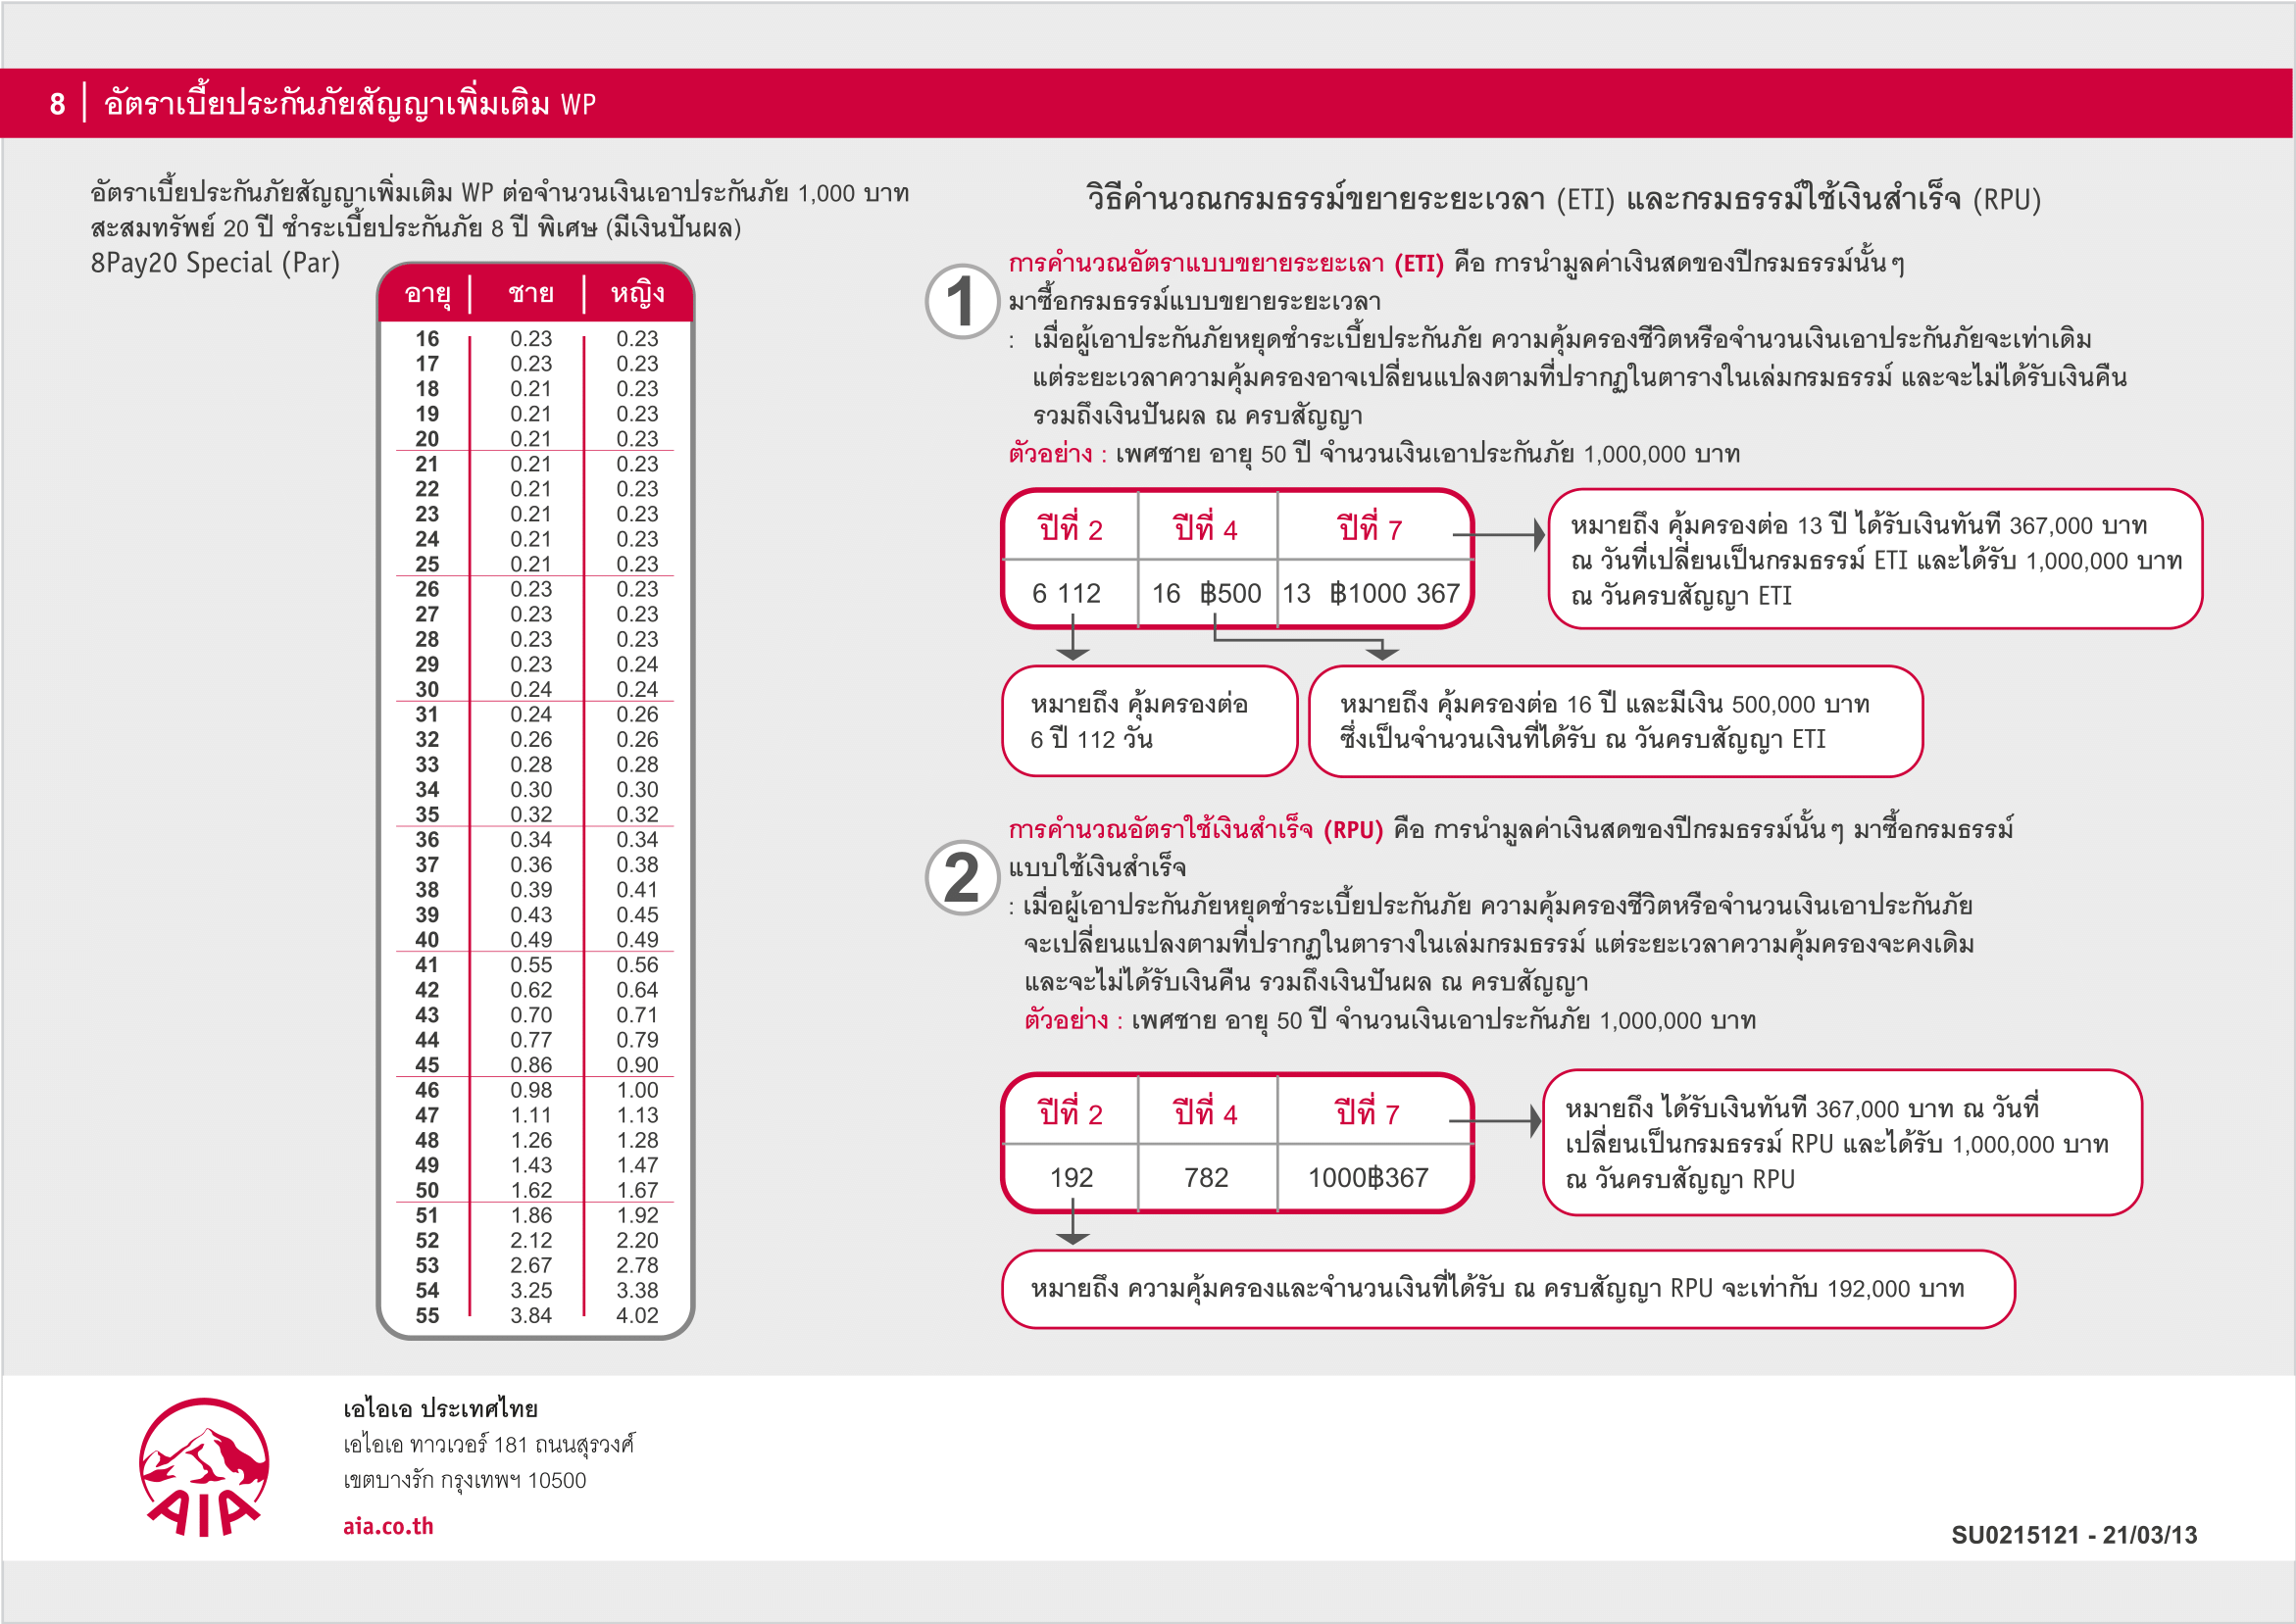 8 | อัตราเบี้ยประกันภัยสัญญาเพิ่มเติม WP
อัตราเบี้ยประกันภัยสัญญาเพิ่มเติม WP ต่อจำนวนเงินเอาประกันภัย 1,000 บาท
สะสมทรัพย์ 20 ปี ชำระเบี้ยประกันภัย 8 ปี พิเศษ (มีเงินปันผล)
8Pay20 Special (Par)
อายุ ชาย หญิง
16 0.23 0.23
17 0.23 0.23
18 0.21 0.23
19 0.21 0.23
20 0.21 0.23
21 0.21 0.23
22 0.21 0.23
23 0.21 0.23
24 0.21 0.23
25 0.21 0.23
26 0.23 0.23
27 0.23 0.23
28 0.23 0.23
29 0.23 0.24
30 0.24 0.24
31 0.24 0.26
32 0.26 0.26
33 0.28 0.28
34 0.30 0.30
35 0.32 0.32
36 0.34 0.34
37 0.36 0.38
38 0.39 0.41
39 0.43 0.45
40 0.49 0.49
41 0.55 0.56
42 0.62 0.64
43 0.70 0.71
44 0.77 0.79
45 0.86 0.90
46 0.98 1.00
47 1.11 1.13
48 1.26 1.28
49 1.43 1.47
50 1.62 1.67
51 1.86 1.92
52 2.12 2.20
53 2.67 2.78
54 3.25 3.38
55 3.84 4.02
วิธีคำนวณกรมธรรม์ขยายระยะเวลา (ETI) และกรมธรรม์ใช้เงินสำเร็จ (RPU)
1
การคำนวณอัตราแบบขยายระยะเลา (ETI) คือ การนำมูลค่าเงินสดของปีกรมธรรม์นั้นๆ
มาซื้อกรมธรรม์แบบขยายระยะเวลา
: เมื่อผู้เอาประกันภัยหยุดชำระเบี้ยประกันภัย ความคุ้มครองชีวิตหรือจำนวนเงินเอาประกันภัยจะเท่าเดิม
แต่ระยะเวลาความคุ้มครองอาจเปลี่ยนแปลงตามที่ปรากฏในตารางในเล่มกรมธรรม์ และจะไม่ได้รับเงินคืน
รวมถึงเงินปันผล ณ ครบสัญญา
ตัวอย่าง : เพศชาย อายุ 50 ปี จำนวนเงินเอาประกันภัย 1,000,000 บาท
ปีที่ 2 ปีที่ 4 ปีที่ 7
6 112 16 ฿500 13 ฿1000 367
หมายถึง คุ้มครองต่อ 13 ปี ได้รับเงินทันที 367,000 บาท
ณ วันที่เปลี่ยนเป็นกรมธรรม์ ETI และได้รับ 1,000,000 บาท
ณ วันครบสัญญา ETI
หมายถึง คุ้มครองต่อ
6 ปี 112 วัน
หมายถึง คุ้มครองต่อ 16 ปี และมีเงิน 500,000 บาท
ซึ่งเป็นจำนวนเงินที่ได้รับ ณ วันครบสัญญา ETI
2
การคำนวณอัตราใช้เงินสำเร็จ (RPU) คือ การนำมูลค่าเงินสดของปีกรมธรรม์นั้นๆ มาซื้อกรมธรรม์
แบบใช้เงินสำเร็จ
: เมื่อผู้เอาประกันภัยหยุดชำระเบี้ยประกันภัย ความคุ้มครองชีวิตหรือจำนวนเงินเอาประกันภัย
จะเปลี่ยนแปลงตามที่ปรากฏในตารางในเล่มกรมธรรม์ แต่ระยะเวลาความคุ้มครองจะคงเดิม
และจะไม่ได้รับเงินคืน รวมถึงเงินปันผล ณ ครบสัญญา
ตัวอย่าง : เพศชาย อายุ 50 ปี จำนวนเงินเอาประกันภัย 1,000,000 บาท
ปีที่ 2 ปีที่ 4 ปีที่ 7
192 782 1000฿367
หมายถึง ได้รับเงินทันที 367,000 บาท ณ วันที่
เปลี่ยนเป็นกรมธรรม์ RPU และได้รับ 1,000,000 บาท
ณ วันครบสัญญา RPU
หมายถึง ความคุ้มครองและจำนวนเงินที่ได้รับ ณ ครบสัญญา RPU จะเท่ากับ 192,000 บาท
AIA
เอไอเอ ประเทศไทย
เอไอเอ ทาวเวอร์ 181 ถนนสุรวงศ์
เขตบางรัก กรุงเทพฯ 10500
aia.co.th
SU0215121 - 21/03/13